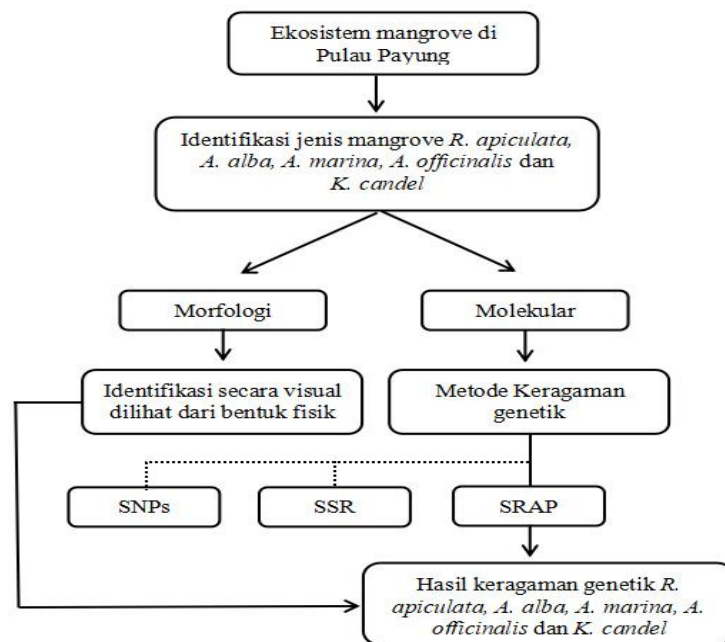 Ekosistem mangrove di
Pulau Payung
Identifikasi jenis mangrove R. apiculata,
A. alba, A. marina, A. officinalis dan
K. candel
Morfologi
Molekular
Identifikasi secara visual
dilihat dari bentuk fisik
Metode Keragaman
genetik
SNPs
SSR
SRAP
Hasil keragaman genetik R.
apiculata, A. alba, A. marina, A.
officinalis dan K. candel